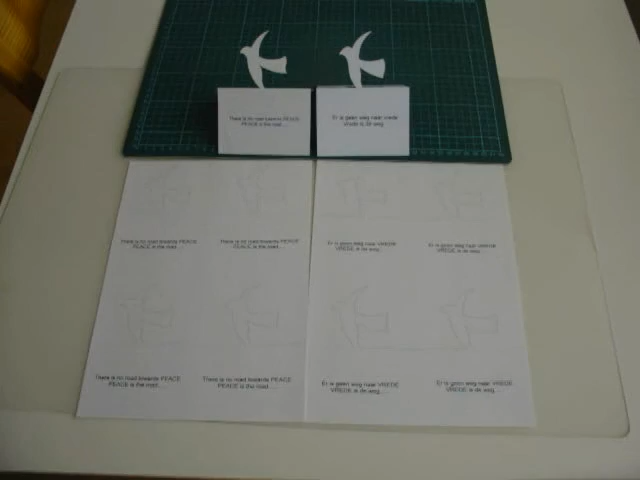 There is no road towards PEACE
PEACE is the road....
Er is geen weg naar vrede
Vrede is de weg
There is no road towards PEACE
PEACE is the road....
There is no road towards PEACE
PEACE is the road....
Er is geen weg naar VREDE
VREDE is de weg....
Er is geen weg naar VREDE
VREDE is de weg....
There is no road towards PEACE
PEACE is the road....
There is no road towards PEACE
PEACE is the road....
Er is geen weg naar VREDE
VREDE is de weg....
Er is geen weg naar VREDE
VREDE is de weg....